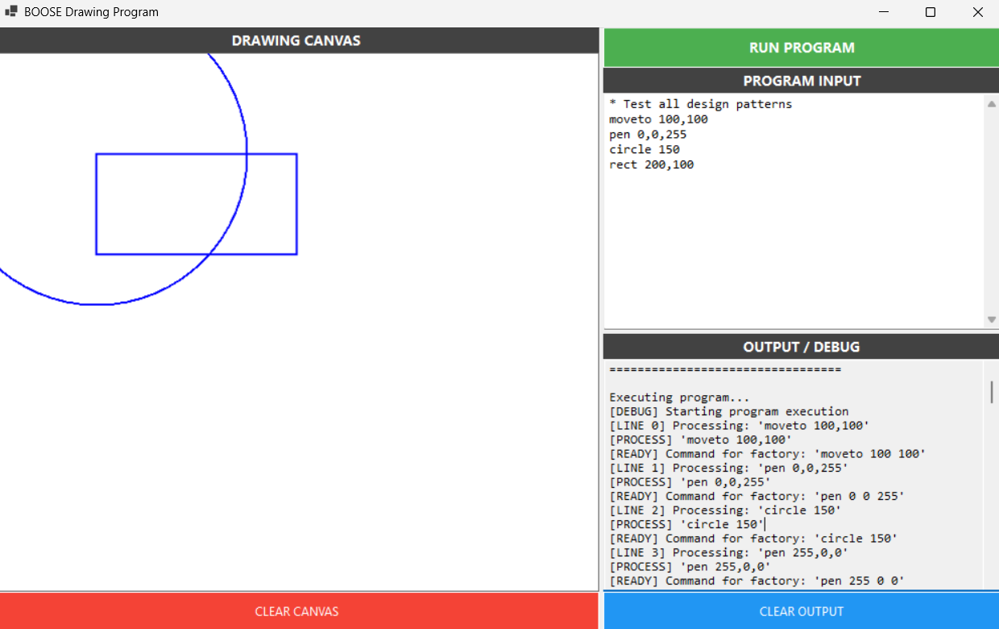 BOOSE Drawing Program
DRAWING CANVAS
RUN PROGRAM
PROGRAM INPUT
* Test all design patterns
moveto 100,100
pen 0,0,255
circle 150
rect 200,100
OUTPUT / DEBUG
=================================
Executing program...
[DEBUG] Starting program execution
[LINE 0] Processing: 'moveto 100,100'
[PROCESS] 'moveto 100,100'
[READY] Command for factory: 'moveto 100 100'
[LINE 1] Processing: 'pen 0,0,255'
[PROCESS] 'pen 0,0,255'
[READY] Command for factory: 'pen 0 0 255'
[LINE 2] Processing: 'circle 150'
[PROCESS] 'circle 150'
[READY] Command for factory: 'circle 150'
[LINE 3] Processing: 'pen 255,0,0'
[PROCESS] 'pen 255,0,0'
[READY] Command for factory: 'pen 255 0 0'
CLEAR CANVAS
CLEAR OUTPUT